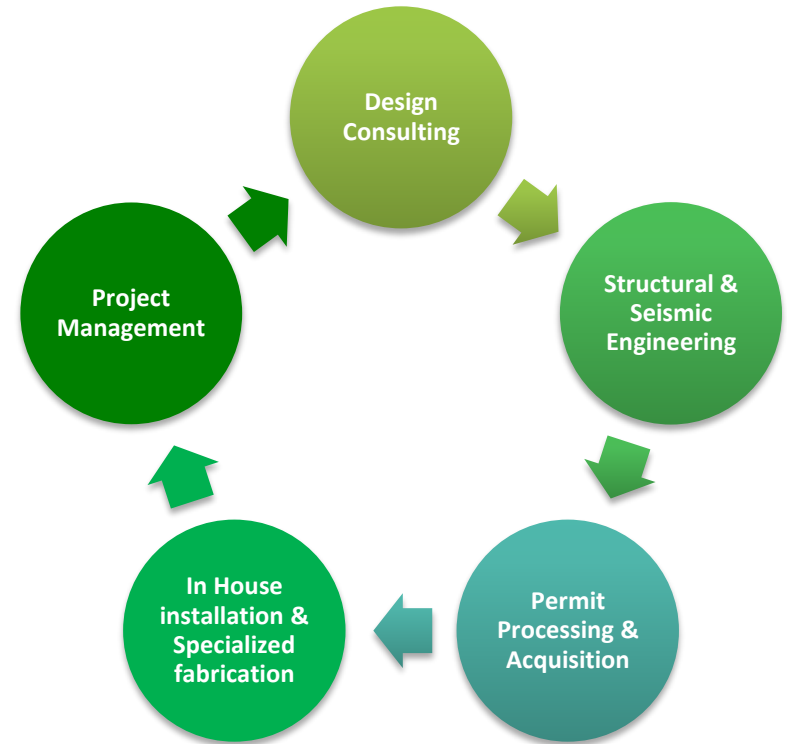 Design
Consulting
Structural &
Seismic
Engineering
Permit
Processing &
Acquisition
In House
installation &
Specialized
fabrication
Project
Management